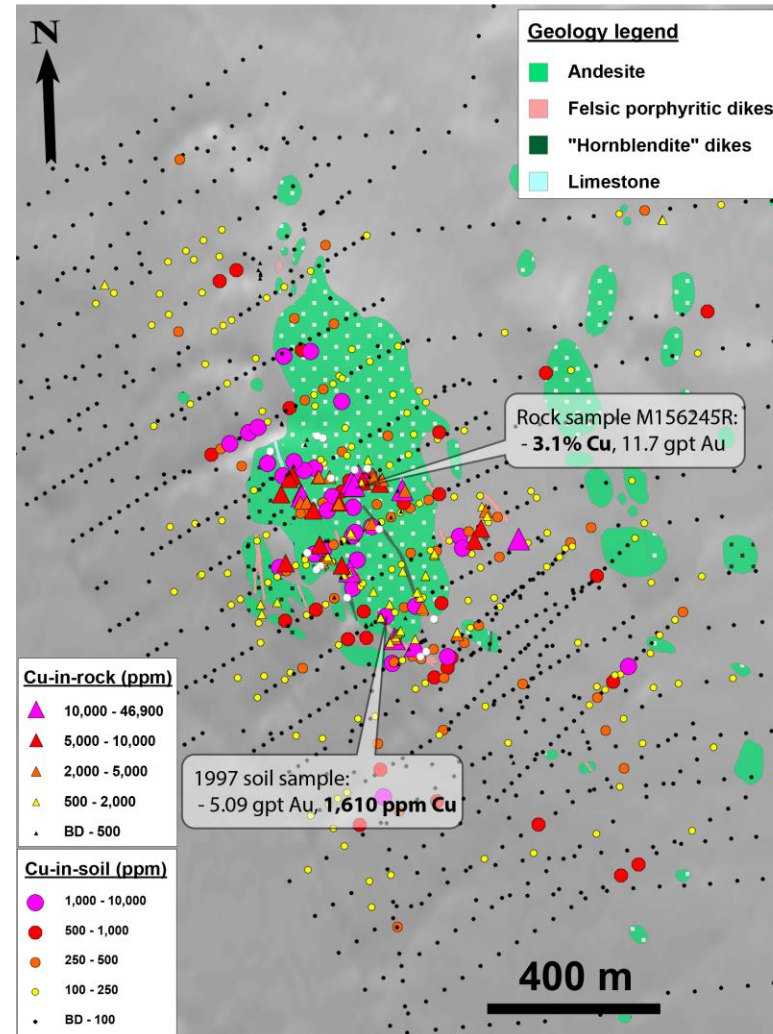 N
Geology legend
Andesite
Felsic porphyritic dikes
"Hornblendite" dikes
Limestone
Rock sample M156245R:
- 3.1% Cu, 11.7 gpt Au
Cu-in-rock (ppm)
10,000 - 46,900
5,000 - 10,000
2,000 - 5,000
500 - 2,000
BD - 500
1997 soil sample:
- 5.09 gpt Au, 1,610 ppm Cu
Cu-in-soil (ppm)
1,000 - 10,000
500 - 1,000
250 - 500
100 - 250
BD - 100
400 m